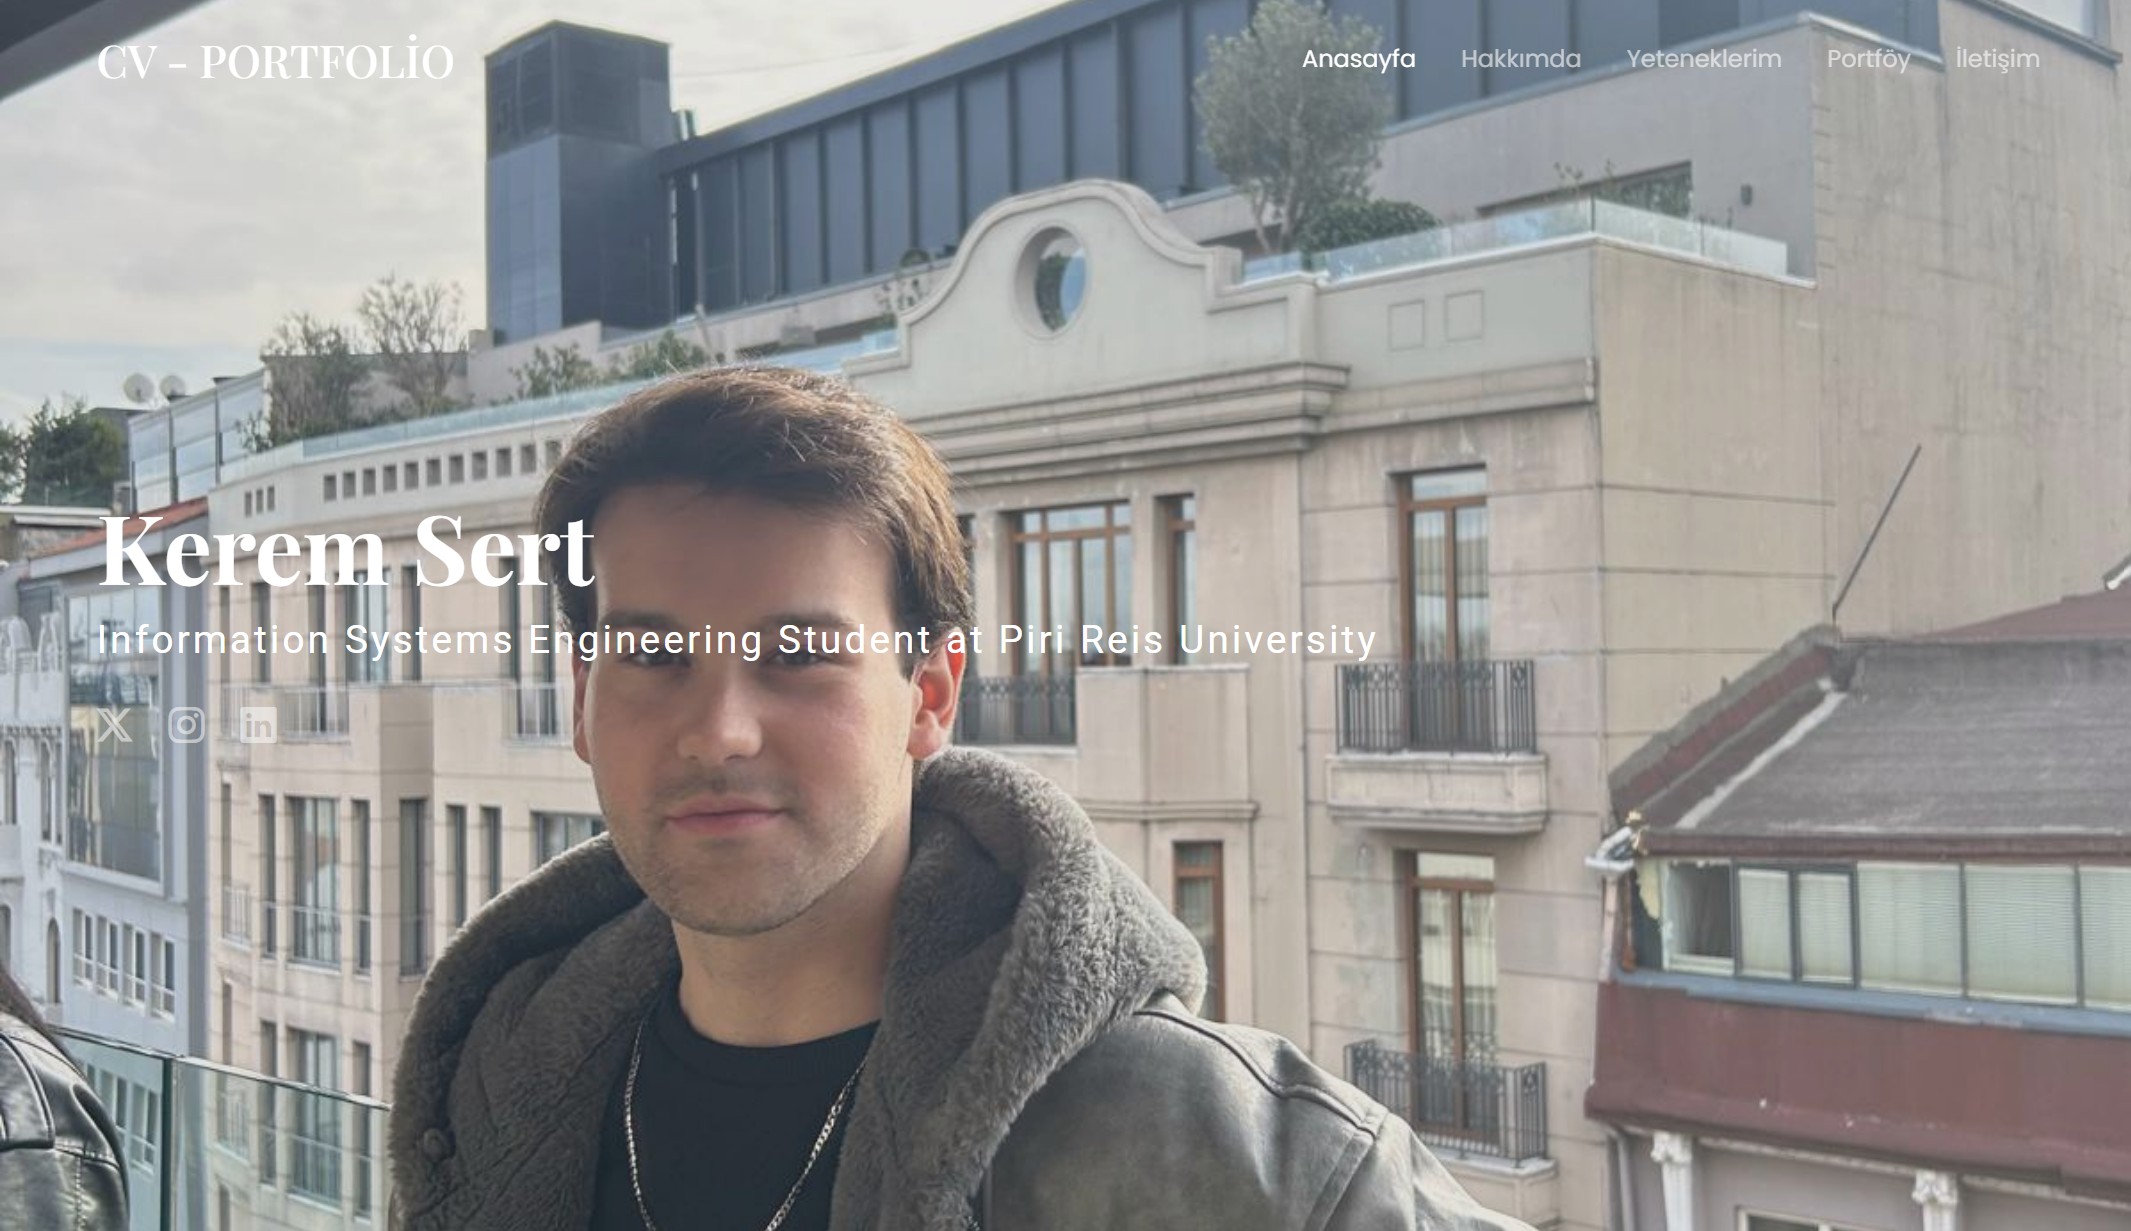 CV - PORTFOLİO
Anasayfa Hakkımda Yeteneklerim Portföy İletişim
Kerem Sert
Information Systems Engineering Student at Piri Reis University